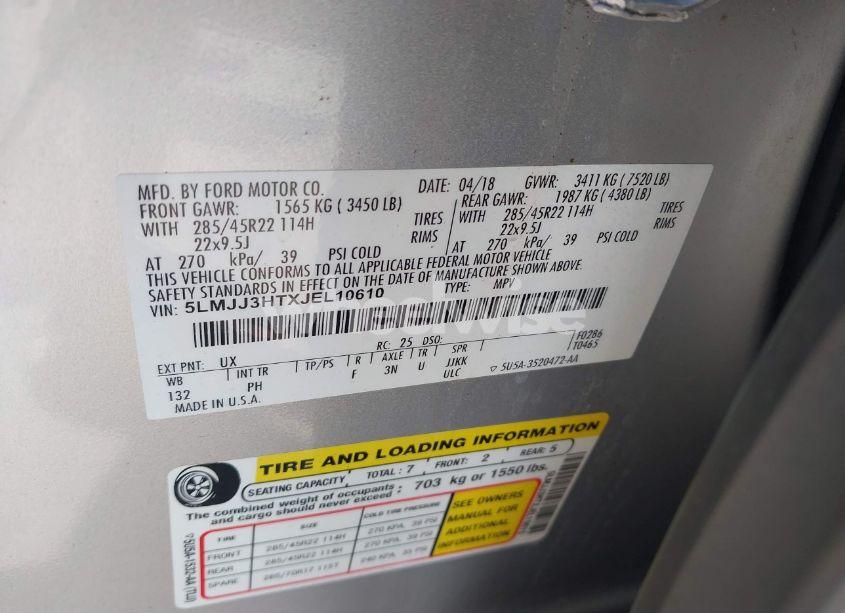 MFD. BY FORD MOTOR CO. DATE: 04/18 GVWR: 3411 KG ( 7520 LB)
FRONT GAWR: 1565 KG ( 3450 LB) REAR GAWR: 1987 KG ( 4380 LB)
WITH 285/45R22 114H TIRES WITH 285/45R22 114H TIRES
22x9.5J RIMS 22x9.5J RIMS
AT 270 kPa/ 39 PSI COLD AT 270 kPa/ 39 PSI COLD
THIS VEHICLE CONFORMS TO ALL APPLICABLE FEDERAL MOTOR VEHICLE
SAFETY STANDARDS IN EFFECT ON THE DATE OF MANUFACTURE SHOWN ABOVE.
VIN: 5LMJJ3HTXJEL10610 TYPE: MPV
EXT PNT: UX RC: 25 DSO: F0286
WB INT TR TP/PS R AXLE TR SPR T0465
132 PH F 3N U JJKK
ULC ▽ 5U5A-3520472-AA
MADE IN U.S.A.
TIRE AND LOADING INFORMATION
SEATING CAPACITY TOTAL : 7 FRONT: 2 REAR: 5
The combined weight of occupants
and cargo should never exceed : 703 kg or 1550 lbs.
TIRE SIZE COLD TIRE PRESSURE
FRONT 285/45R22 114H 270 KPA, 39 PSI
REAR 285/45R22 114H 270 KPA, 39 PSI
SPARE
SEE OWNERS
MANUAL FOR
ADDITIONAL
INFORMATION